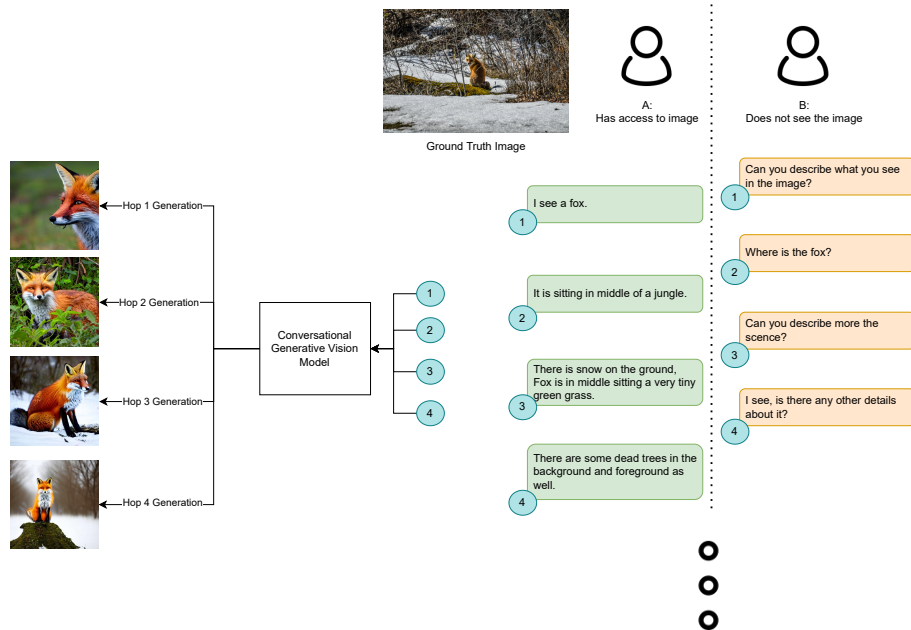 A:
Has access to image
B:
Does not see the image
Ground Truth Image
Can you describe what you see
in the image?
1
I see a fox.
1
Where is the fox?
2
It is sitting in middle of a jungle.
2
Can you describe more the
scence?
3
There is snow on the ground,
Fox is in middle sitting a very tiny
green grass.
3
I see, is there any other details
about it?
4
There are some dead trees in the
background and foreground as
well.
4
1
2
3
4
Conversational
Generative Vision
Model
Hop 1 Generation
Hop 2 Generation
Hop 3 Generation
Hop 4 Generation